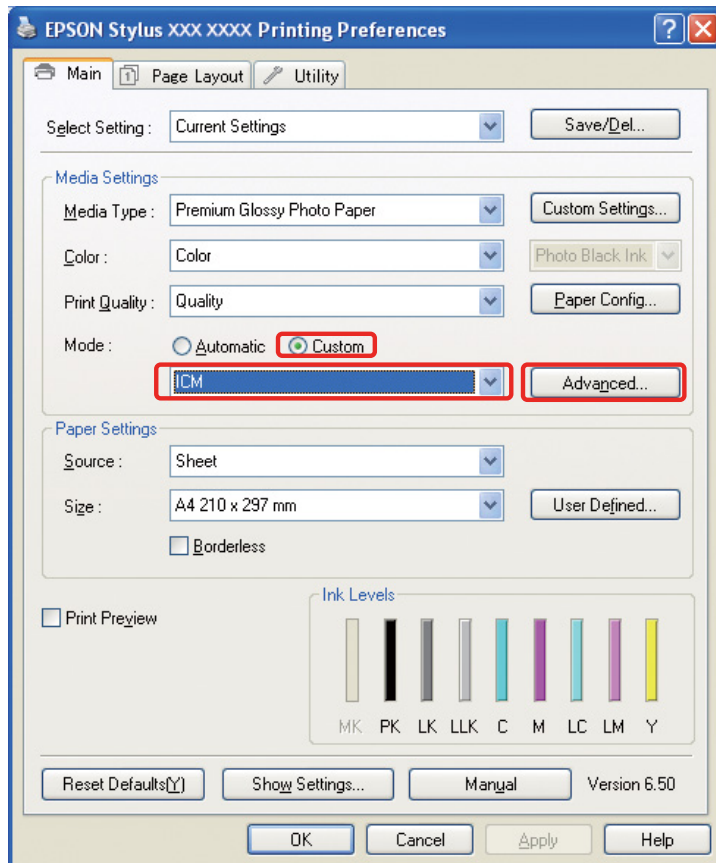 EPSON Stylus XXX XXXX Printing Preferences
Main
Page Layout
Utility
Select Setting :
Current Settings
Save/Del...
Media Settings
Media Type :
Premium Glossy Photo Paper
Custom Settings...
Color :
Color
Photo Black Ink
Print Quality :
Quality
Paper Config...
Mode :
Automatic
Custom
ICM
Advanced...
Paper Settings
Source :
Sheet
Size :
A4 210 x 297 mm
User Defined...
Borderless
Print Preview
Ink Levels
MK PK LK LLK C M LC LM Y
Reset Defaults(Y)
Show Settings...
Manual
Version 6.50
OK
Cancel
Apply
Help